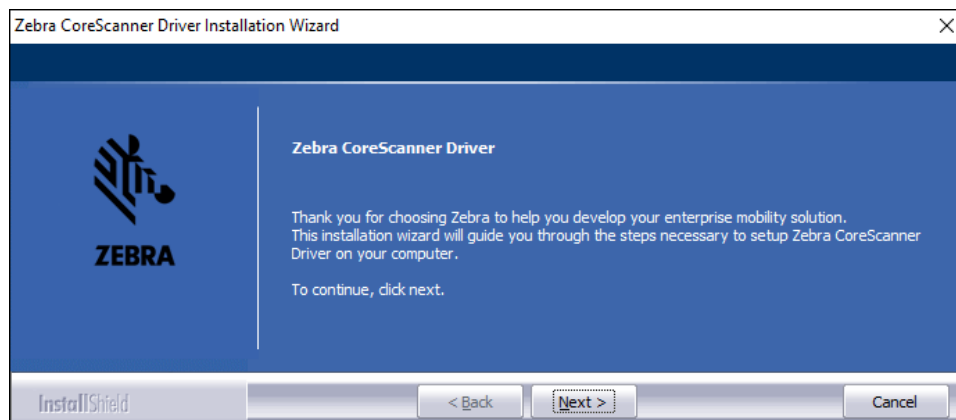 Zebra CoreScanner Driver Installation Wizard
ZEBRA
Zebra CoreScanner Driver
Thank you for choosing Zebra to help you develop your enterprise mobility solution.
This installation wizard will guide you through the steps necessary to setup Zebra CoreScanner
Driver on your computer.
To continue, click next.
InstallShield
< Back
Next >
Cancel